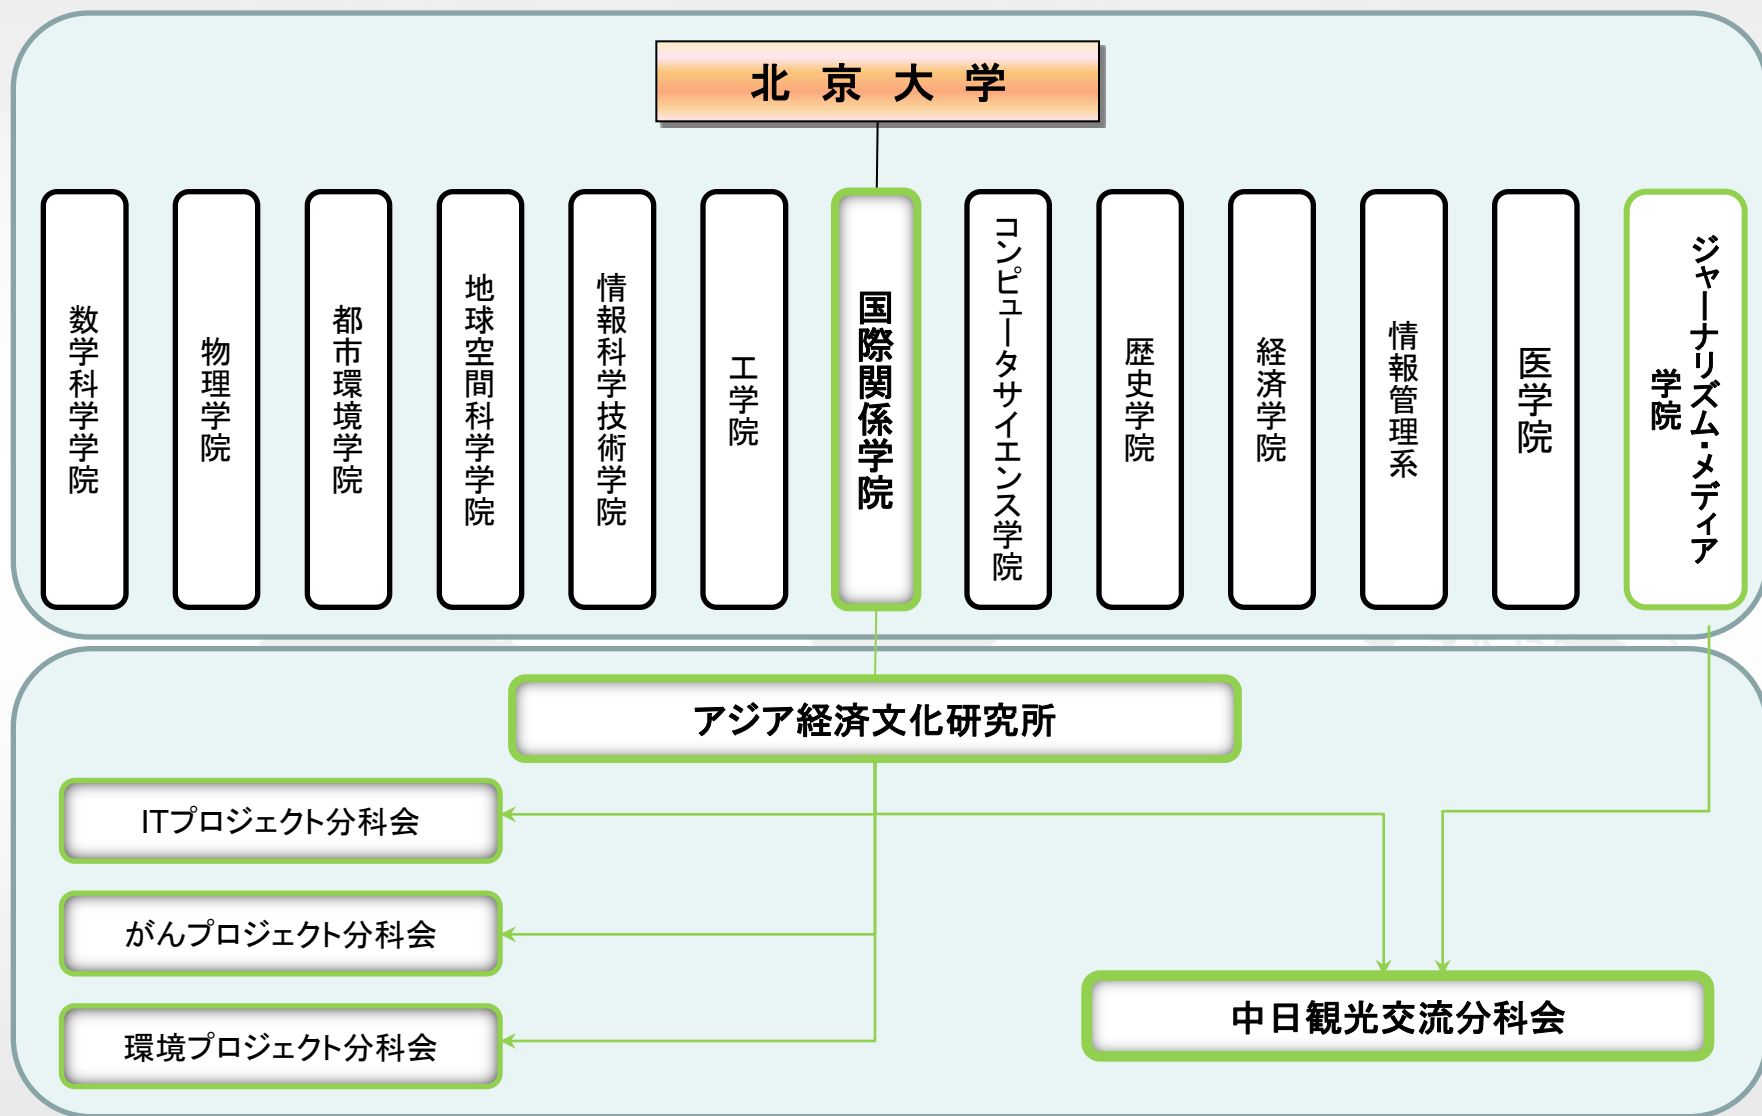 北京大学
数学科学学院
物理学院
都市環境学院
地球空間科学学院
情報科学技術学院
工学院
国際関係学院
コンピュータサイエンス学院
歴史学院
経済学院
情報管理系
医学院
ジャーナリズム・メディア
学院
アジア経済文化研究所
ITプロジェクト分科会
がんプロジェクト分科会
環境プロジェクト分科会
中日観光交流分科会